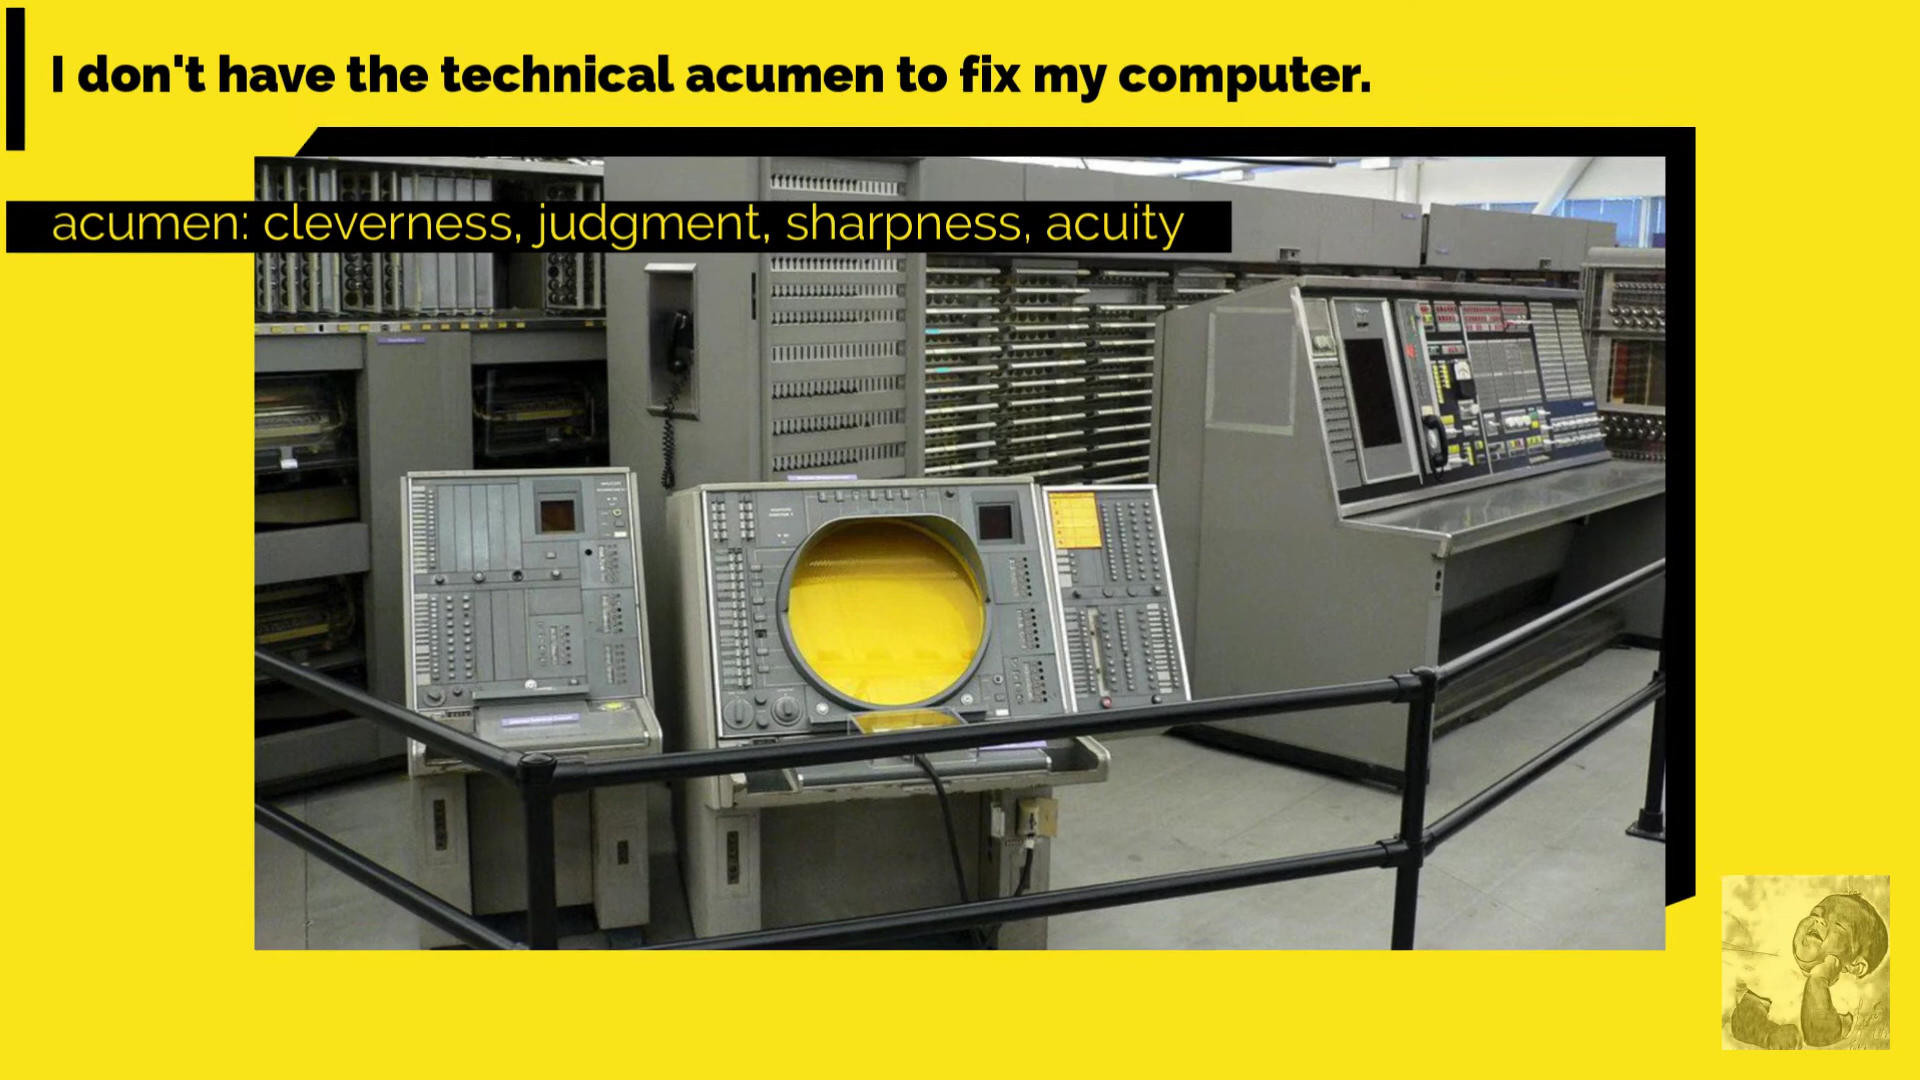 I don't have the technical acumen to fix my computer.
acumen: cleverness, judgment, sharpness, acuity